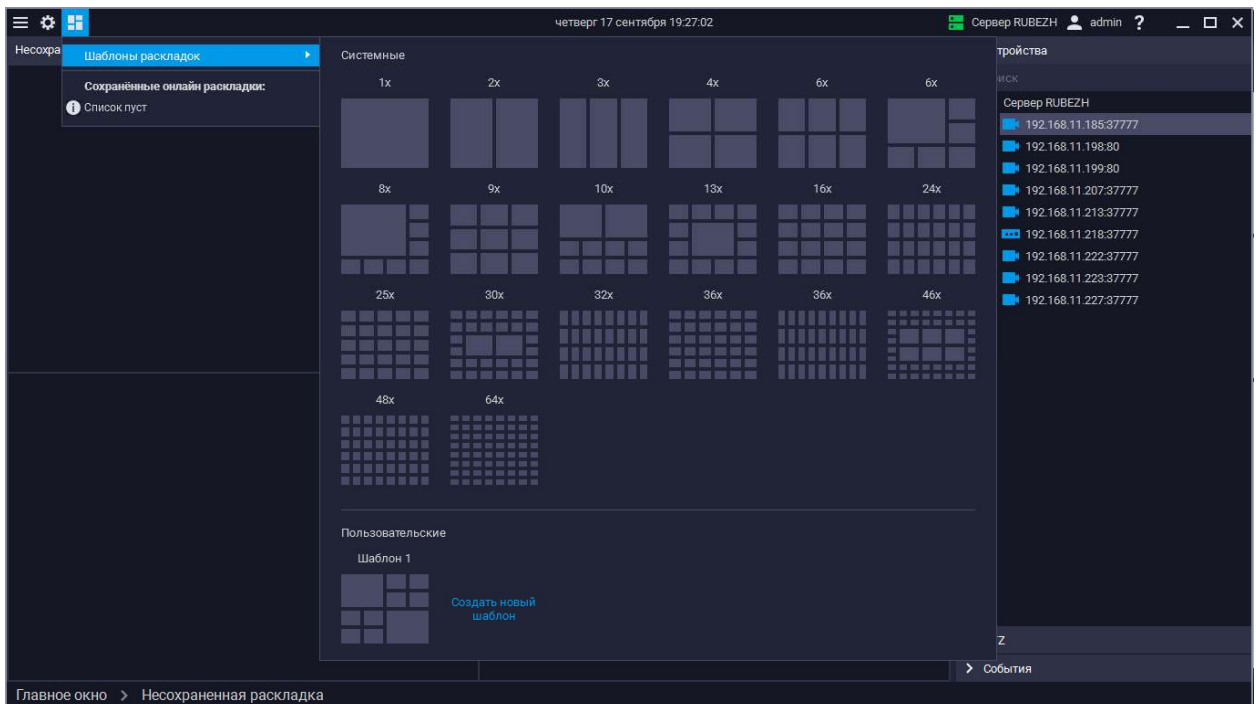 четверг 17 сентября 19:27:02
Сервер RUBEZH admin ?
Несохра
Шаблоны раскладок
Сохранённые онлайн раскладки:
Список пуст
Системные
1x 2x 3x 4x 6x 6x
8x 9x 10x 13x 16x 24x
25x 30x 32x 36x 36x 46x
48x 64x
Пользовательские
Шаблон 1
Создать новый
шаблон
тройства
иск
Сервер RUBEZH
192.168.11.185:37777
192.168.11.198:80
192.168.11.199:80
192.168.11.207:37777
192.168.11.213:37777
192.168.11.218:37777
192.168.11.222:37777
192.168.11.223:37777
192.168.11.227:37777
Z
События
Главное окно > Несохраненная раскладка